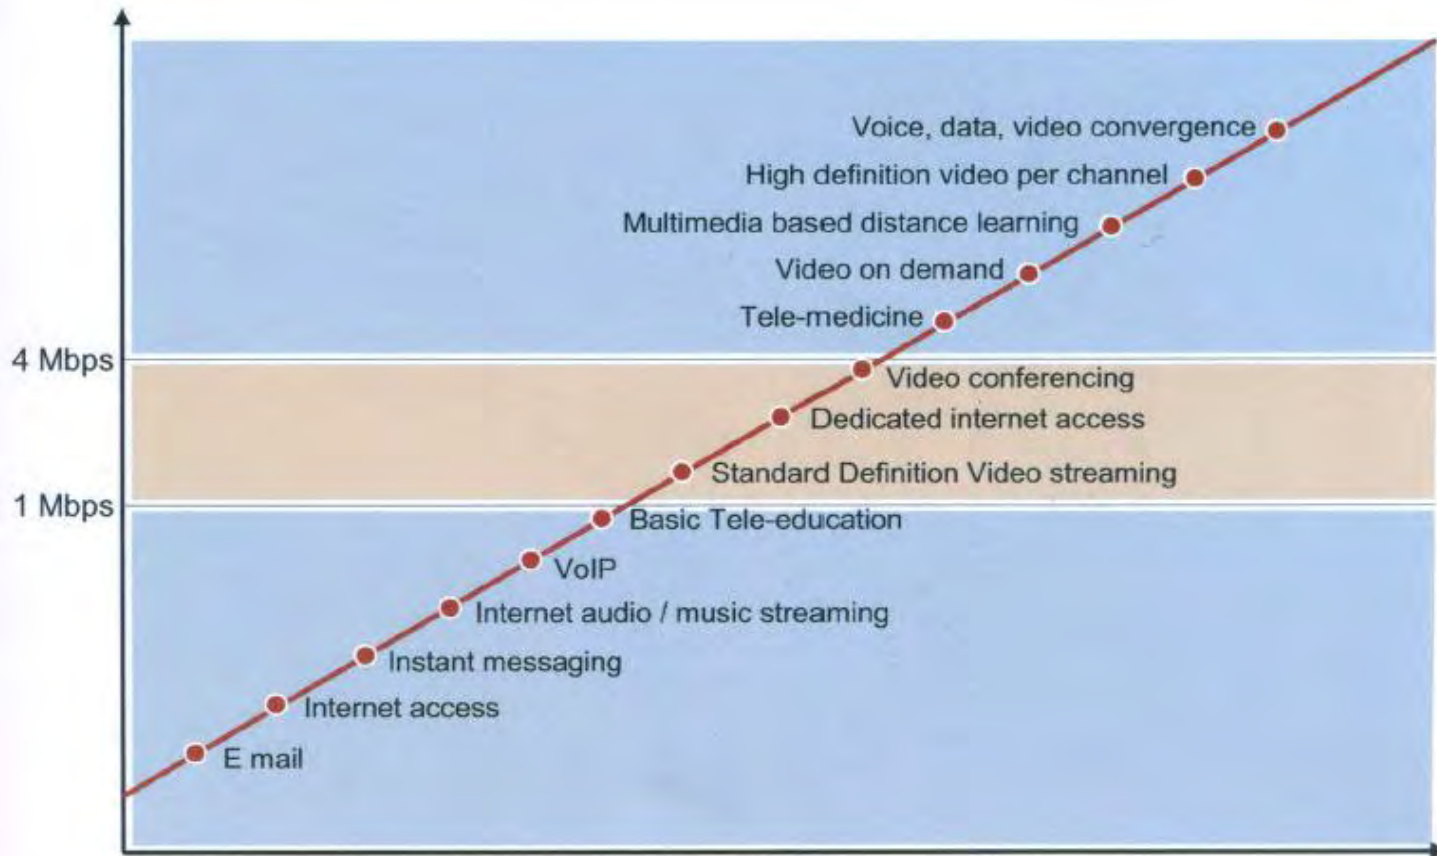 Voice, data, video convergence
High definition video per channel
Multimedia based distance learning
Video on demand
Tele-medicine
4 Mbps
Video conferencing
Dedicated internet access
Standard Definition Video streaming
1 Mbps
Basic Tele-education
VoIP
Internet audio / music streaming
Instant messaging
Internet access
E mail